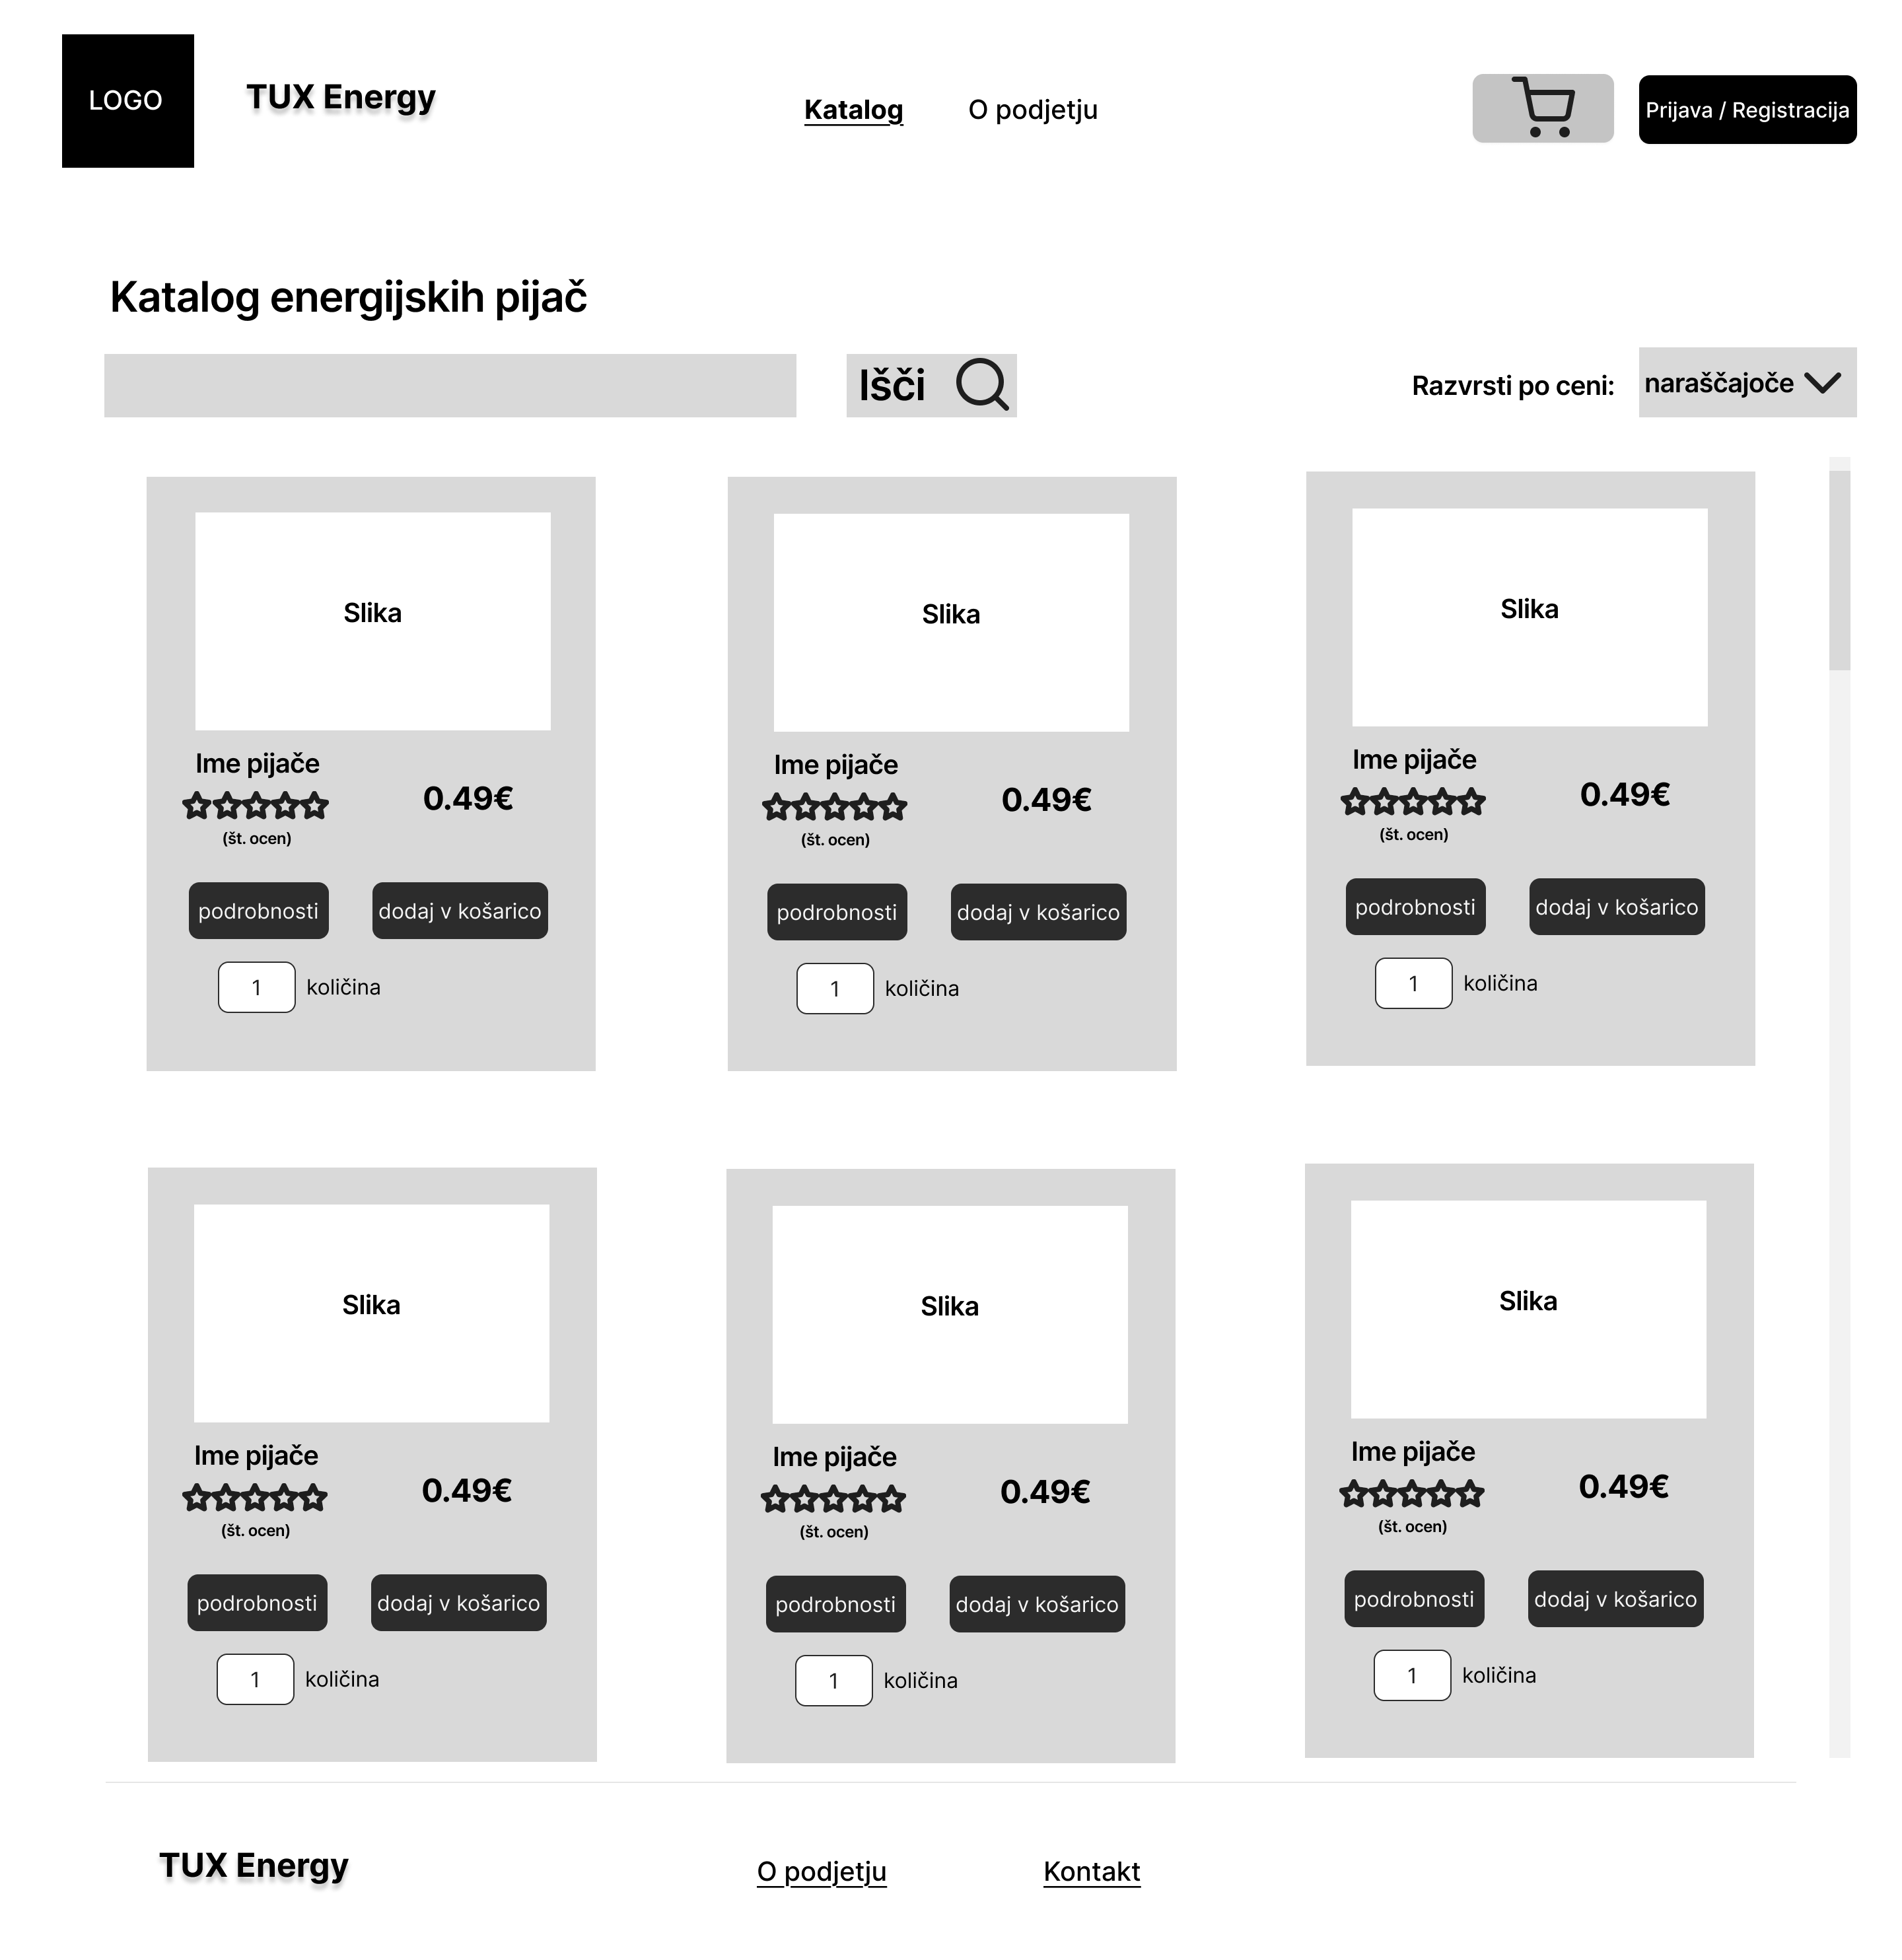 LOGO
TUX Energy
Katalog
O podjetju
Prijava / Registracija
Katalog energijskih pijač
Išči
Razvrsti po ceni:
naraščajoče
Slika
Ime pijače
0.49€
(št. ocen)
podrobnosti
dodaj v košarico
1
količina
Slika
Ime pijače
0.49€
(št. ocen)
podrobnosti
dodaj v košarico
1
količina
Slika
Ime pijače
0.49€
(št. ocen)
podrobnosti
dodaj v košarico
1
količina
Slika
Ime pijače
0.49€
(št. ocen)
podrobnosti
dodaj v košarico
1
količina
Slika
Ime pijače
0.49€
(št. ocen)
podrobnosti
dodaj v košarico
1
količina
Slika
Ime pijače
0.49€
(št. ocen)
podrobnosti
dodaj v košarico
1
količina
TUX Energy
O podjetju
Kontakt